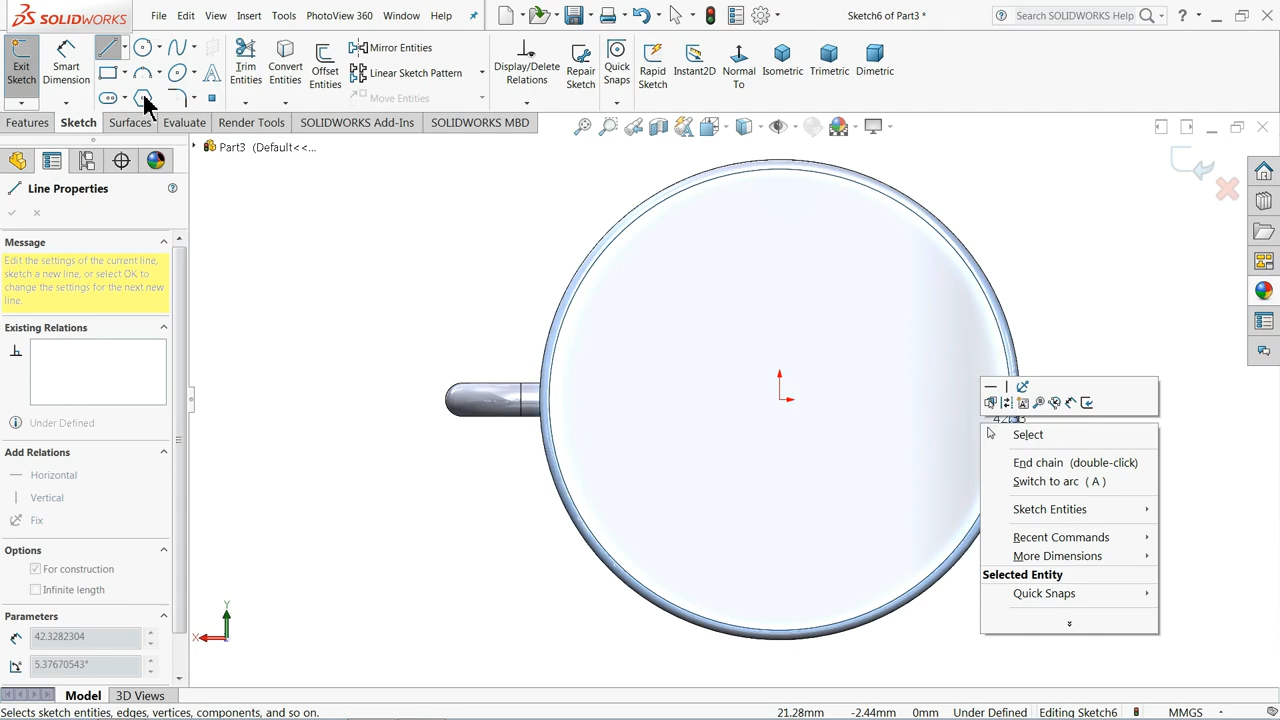 SOLIDWORKS
File Edit View Insert Tools PhotoView 360 Window Help
Sketch6 of Part3 *
Search SOLIDWORKS Help
Exit Sketch
Smart Dimension
Trim Entities
Convert Entities
Offset Entities
Mirror Entities
Linear Sketch Pattern
Move Entities
Display/Delete Relations
Repair Sketch
Quick Snaps
Rapid Sketch
Instant2D
Normal To
Isometric
Trimetric
Dimetric
Features Sketch Surfaces Evaluate Render Tools SOLIDWORKS Add-Ins SOLIDWORKS MBD
Part3 (Default<<...
Line Properties
Message
Edit the settings of the current line,
sketch a new line, or select OK to
change the settings for the next new
line.
Existing Relations
Under Defined
Add Relations
Horizontal
Vertical
Fix
Options
For construction
Infinite length
Parameters
42.3282304
5.37670543°
Select
End chain (double-click)
Switch to arc ( A )
Sketch Entities
Recent Commands
More Dimensions
Selected Entity
Quick Snaps
Y
X
Model 3D Views
Selects sketch entities, edges, vertices, components, and so on.
21.28mm -2.44mm 0mm Under Defined Editing Sketch6 MMGS